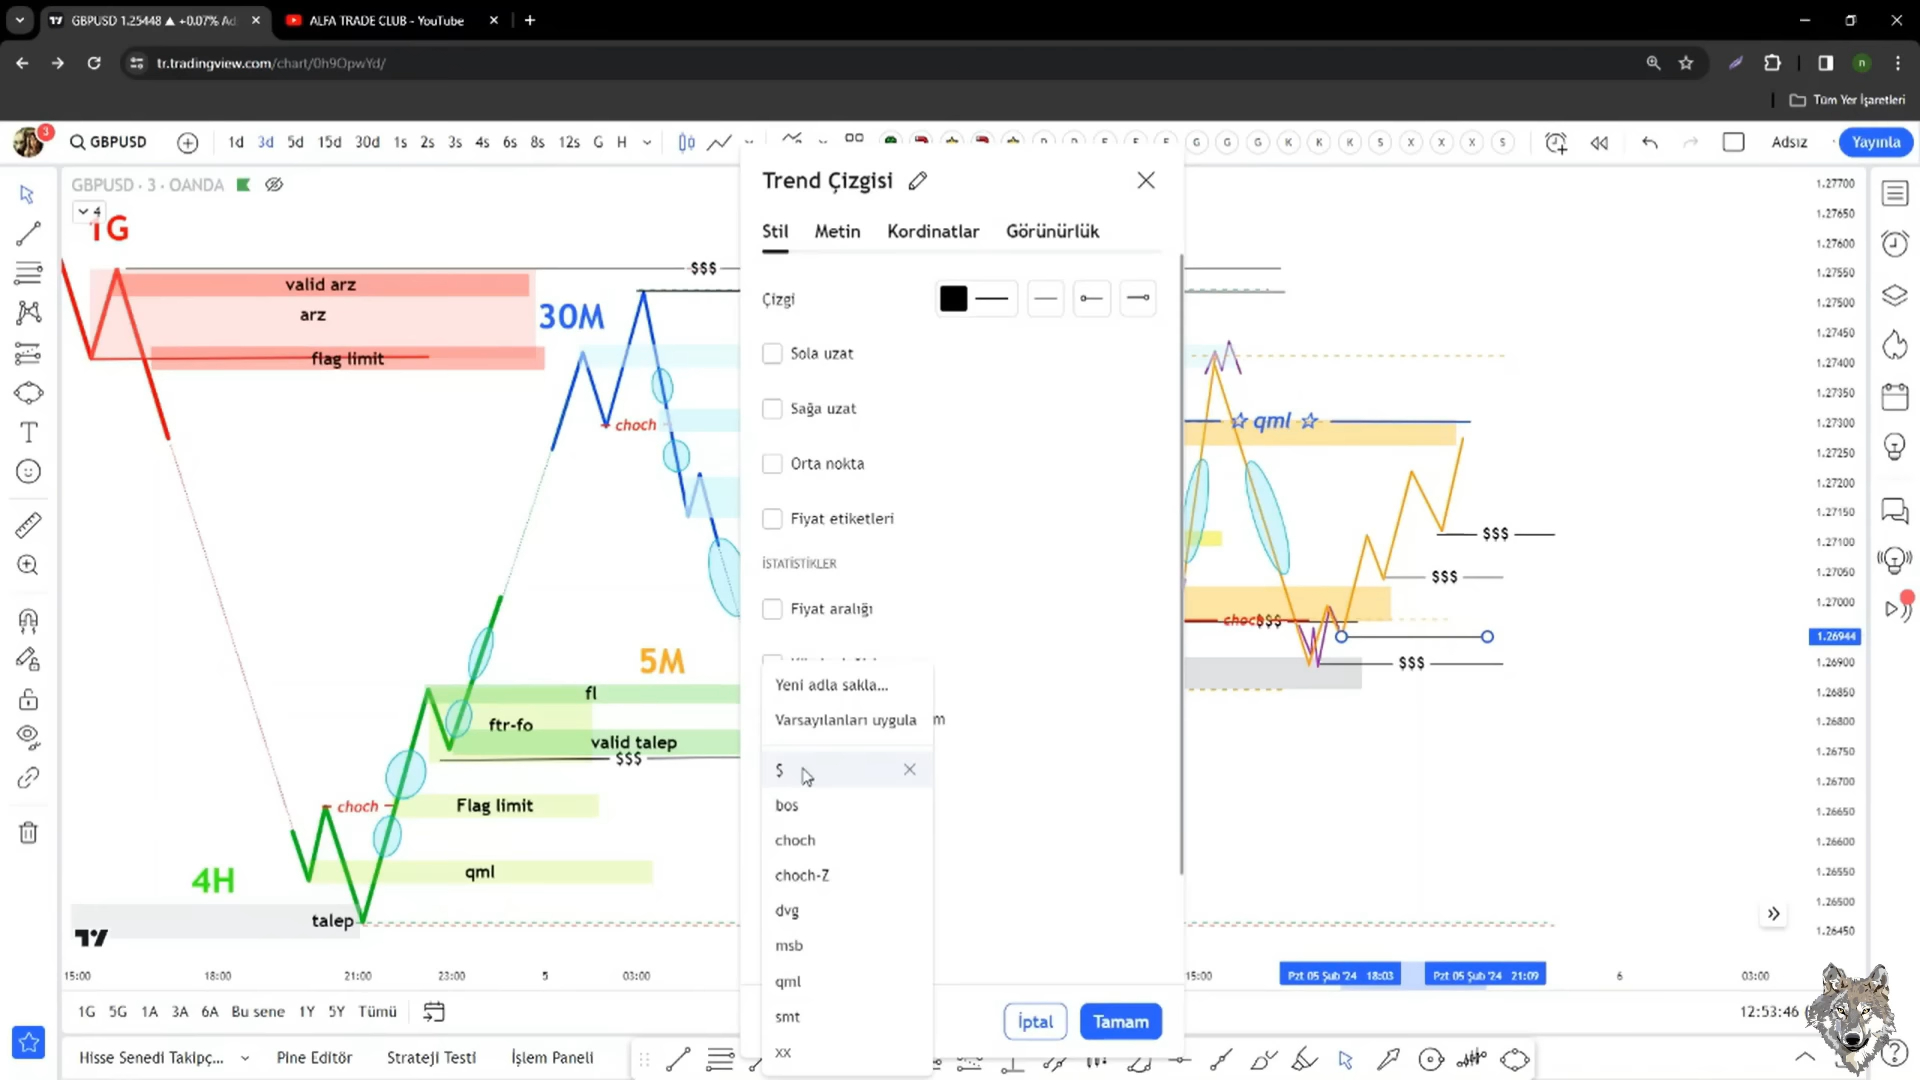 GBPUSD 1.25448 ▲ +0.07% Ad
ALFA TRADE CLUB - YouTube
tr.tradingview.com/chart/0h9OpwYd/
n
Tüm Yer İşaretleri
3
GBPUSD
1d 3d 5d 15d 30d 1s 2s 3s 4s 6s 8s 12s G H
G G G K K K S X X X S
Adsız
Yayınla
GBPUSD · 3 · OANDA
4
1G
valid arz
arz
flag limit
$$$
30M
choch
5M
fl
ftr-fo
valid talep
$$$
choch
Flag limit
qml
4H
talep
Trend Çizgisi
Stil Metin Kordinatlar Görünürlük
Çizgi
Sola uzat
Sağa uzat
Orta nokta
Fiyat etiketleri
İSTATİSTİKLER
Fiyat aralığı
Yeni adla sakla...
Varsayılanları uygula
m
$
bos
choch
choch-Z
dvg
msb
qml
smt
xx
İptal
Tamam
☆ qml ☆
$$$
$$$
choch
$$$
$$$
1.27700
1.27650
1.27600
1.27550
1.27500
1.27450
1.27400
1.27350
1.27300
1.27250
1.27200
1.27150
1.27100
1.27050
1.27000
1.26944
1.26900
1.26850
1.26800
1.26750
1.26700
1.26650
1.26600
1.26550
1.26500
1.26450
15:00 18:00 21:00 23:00 5 03:00 15:00 Pzt 05 Şub '24 18:03 Pzt 05 Şub '24 21:09 6 03:00
1G 5G 1A 3A 6A Bu sene 1Y 5Y Tümü
12:53:46
Hisse Senedi Takipç... Pine Editör Strateji Testi İşlem Paneli